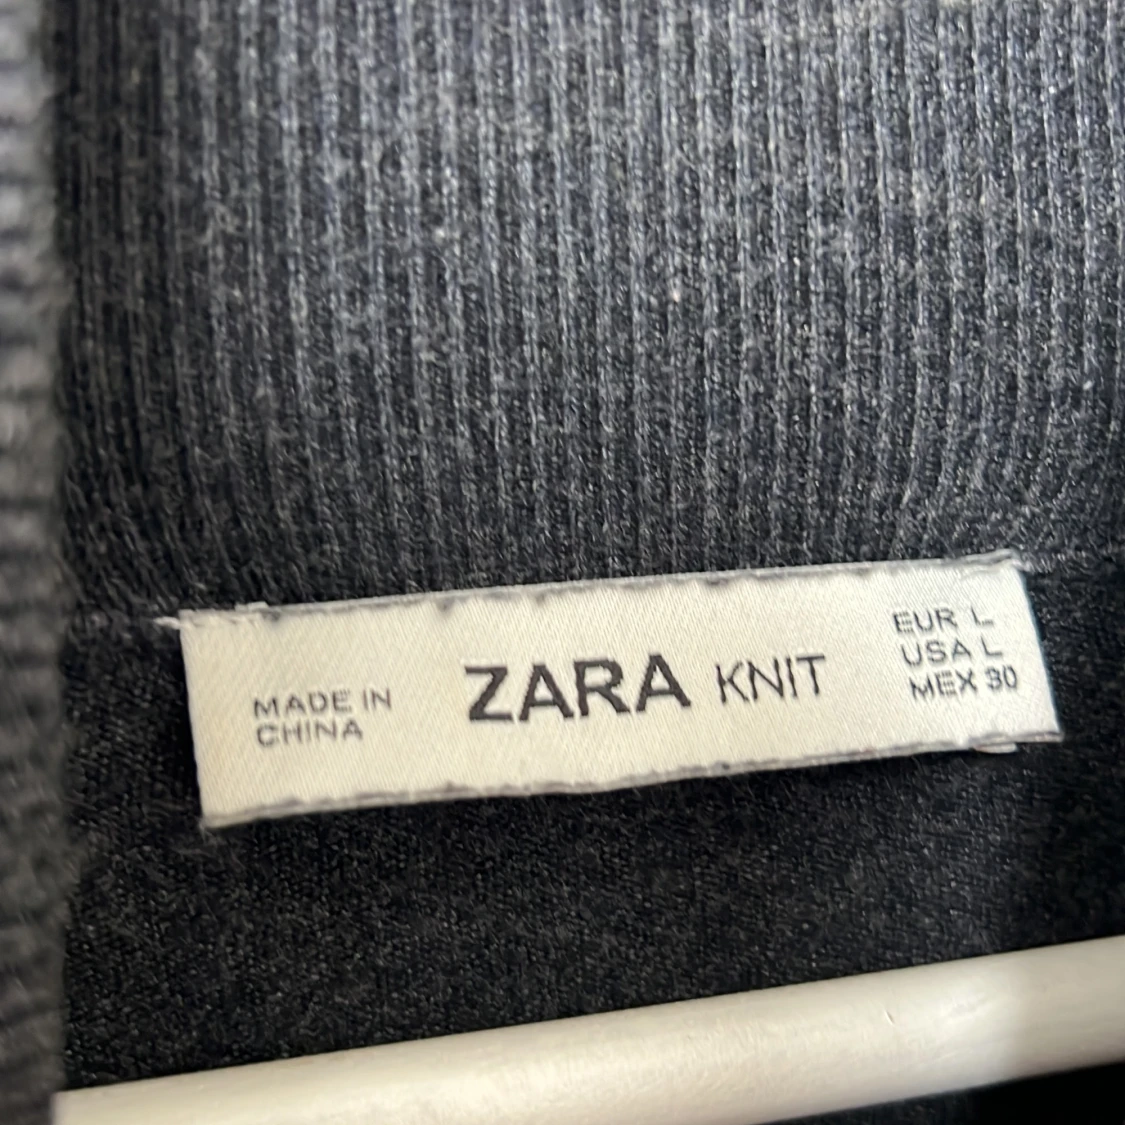 MADE IN
CHINA
ZARA KNIT
EUR L
USA L
MEX 30